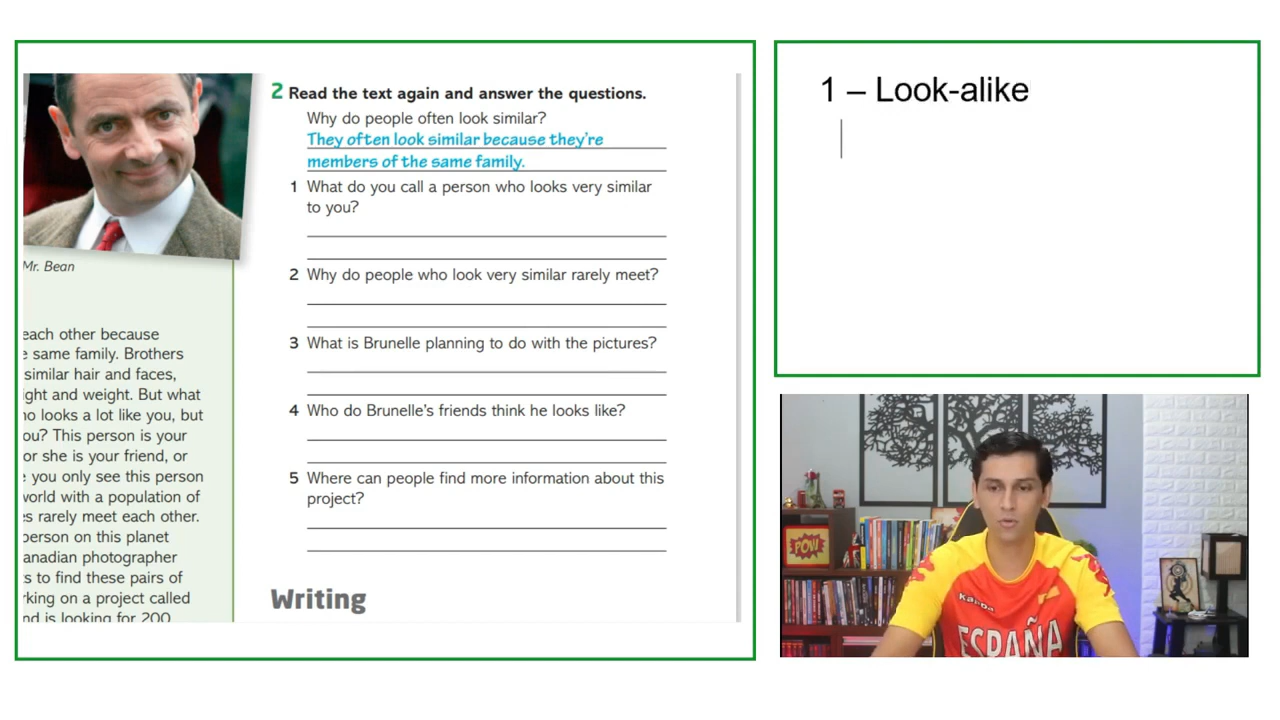 2 Read the text again and answer the questions.
Why do people often look similar?
They often look similar because they're
members of the same family.
1 What do you call a person who looks very similar
to you?
2 Why do people who look very similar rarely meet?
3 What is Brunelle planning to do with the pictures?
4 Who do Brunelle's friends think he looks like?
5 Where can people find more information about this
project?
Writing
Mr. Bean
each other because
same family. Brothers
similar hair and faces,
ght and weight. But what
looks a lot like you, but
ou? This person is your
or she is your friend, or
you only see this person
world with a population of
rarely meet each other.
person on this planet
anadian photographer
to find these pairs of
rking on a project called
nd is looking for 200
1 – Look-alike
POW
Kappa
ESPAÑA